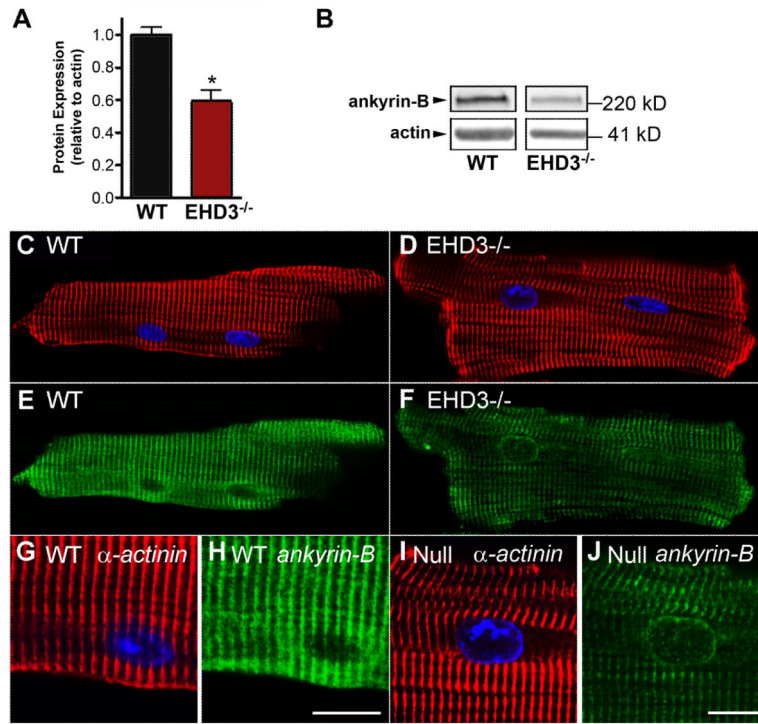 A
Protein Expression
(relative to actin)
1.0
0.8
0.6
0.4
0.2
0.0
*
WT EHD3-/-
B
ankyrin-B
220 kD
actin
41 kD
WT EHD3-/-
C WT
D EHD3-/-
E WT
F EHD3-/-
G WT α-actinin
H WT ankyrin-B
I Null α-actinin
J Null ankyrin-B